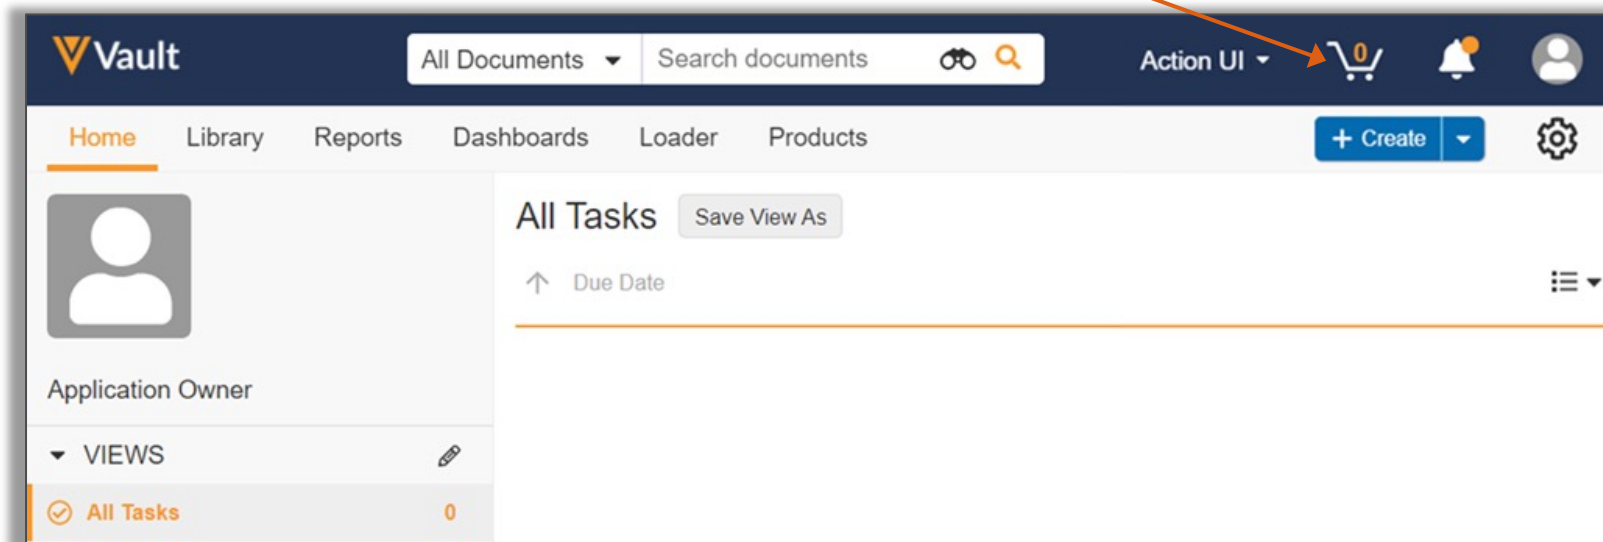 Vault
All Documents
Search documents
Action UI
0
Home Library Reports Dashboards Loader Products
+ Create
All Tasks
Save View As
Due Date
Application Owner
VIEWS
All Tasks 0